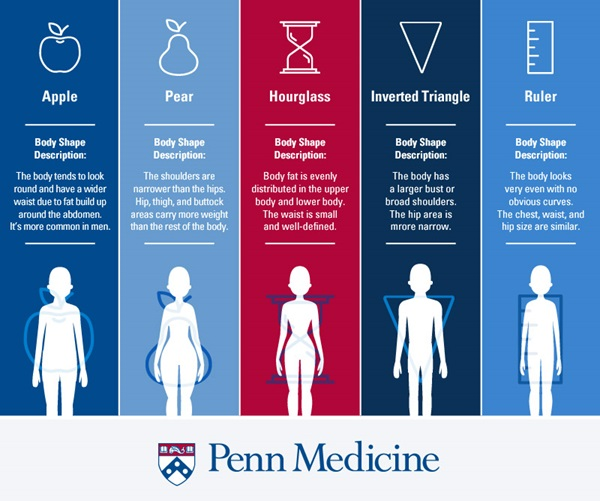 Apple
Body Shape
Description:
The body tends to look
round and have a wider
waist due to fat build up
around the abdomen.
It's more common in men.
Pear
Body Shape
Description:
The shoulders are
narrower than the hips.
Hip, thigh, and buttock
areas carry more weight
than the rest of the body.
Hourglass
Body Shape
Description:
Body fat is evenly
distributed in the upper
body and lower body.
The waist is small
and well-defined.
Inverted Triangle
Body Shape
Description:
The body has
a larger bust or
broad shoulders.
The hip area is
mrore narrow.
Ruler
Body Shape
Description:
The body looks
very even with no
obvious curves.
The chest, waist, and
hip size are similar.
Penn Medicine